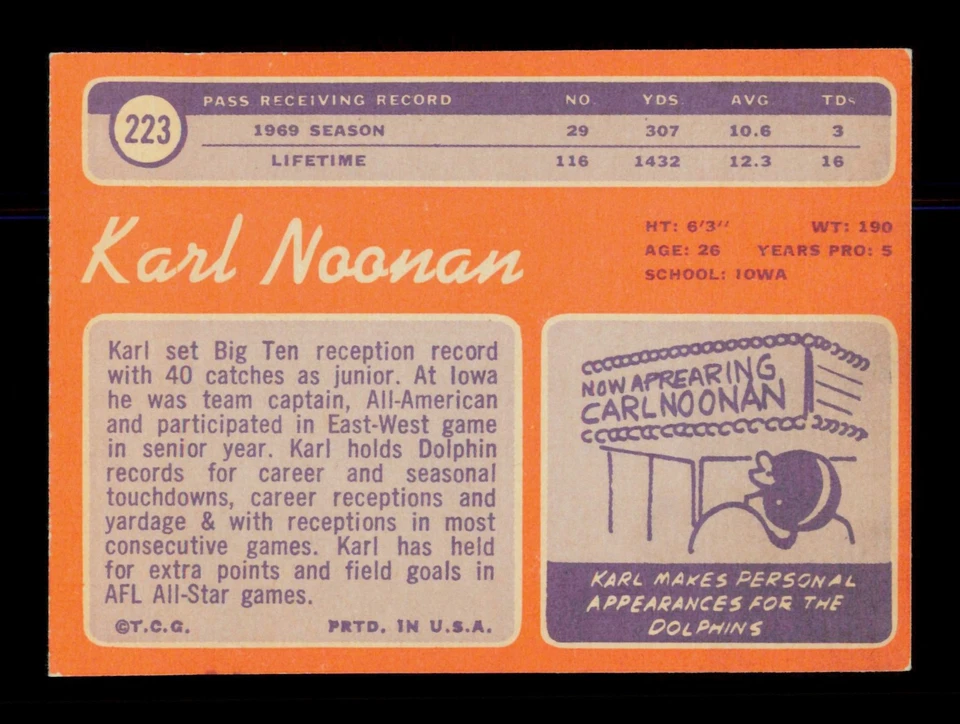 223
PASS RECEIVING RECORD NO. YDS AVG TDs
1969 SEASON 29 307 10.6 3
LIFETIME 116 1432 12.3 16
Karl Noonan
HT: 6'3" WT: 190
AGE: 26 YEARS PRO: 5
SCHOOL: IOWA
Karl set Big Ten reception record
with 40 catches as junior. At Iowa
he was team captain, All-American
and participated in East-West game
in senior year. Karl holds Dolphin
records for career and seasonal
touchdowns, career receptions and
yardage & with receptions in most
consecutive games. Karl has held
for extra points and field goals in
AFL All-Star games.
©T.C.G. PRTD. IN U.S.A.
NOW APREARING
CARL NOONAN
KARL MAKES PERSONAL
APPEARANCES FOR THE
DOLPHINS